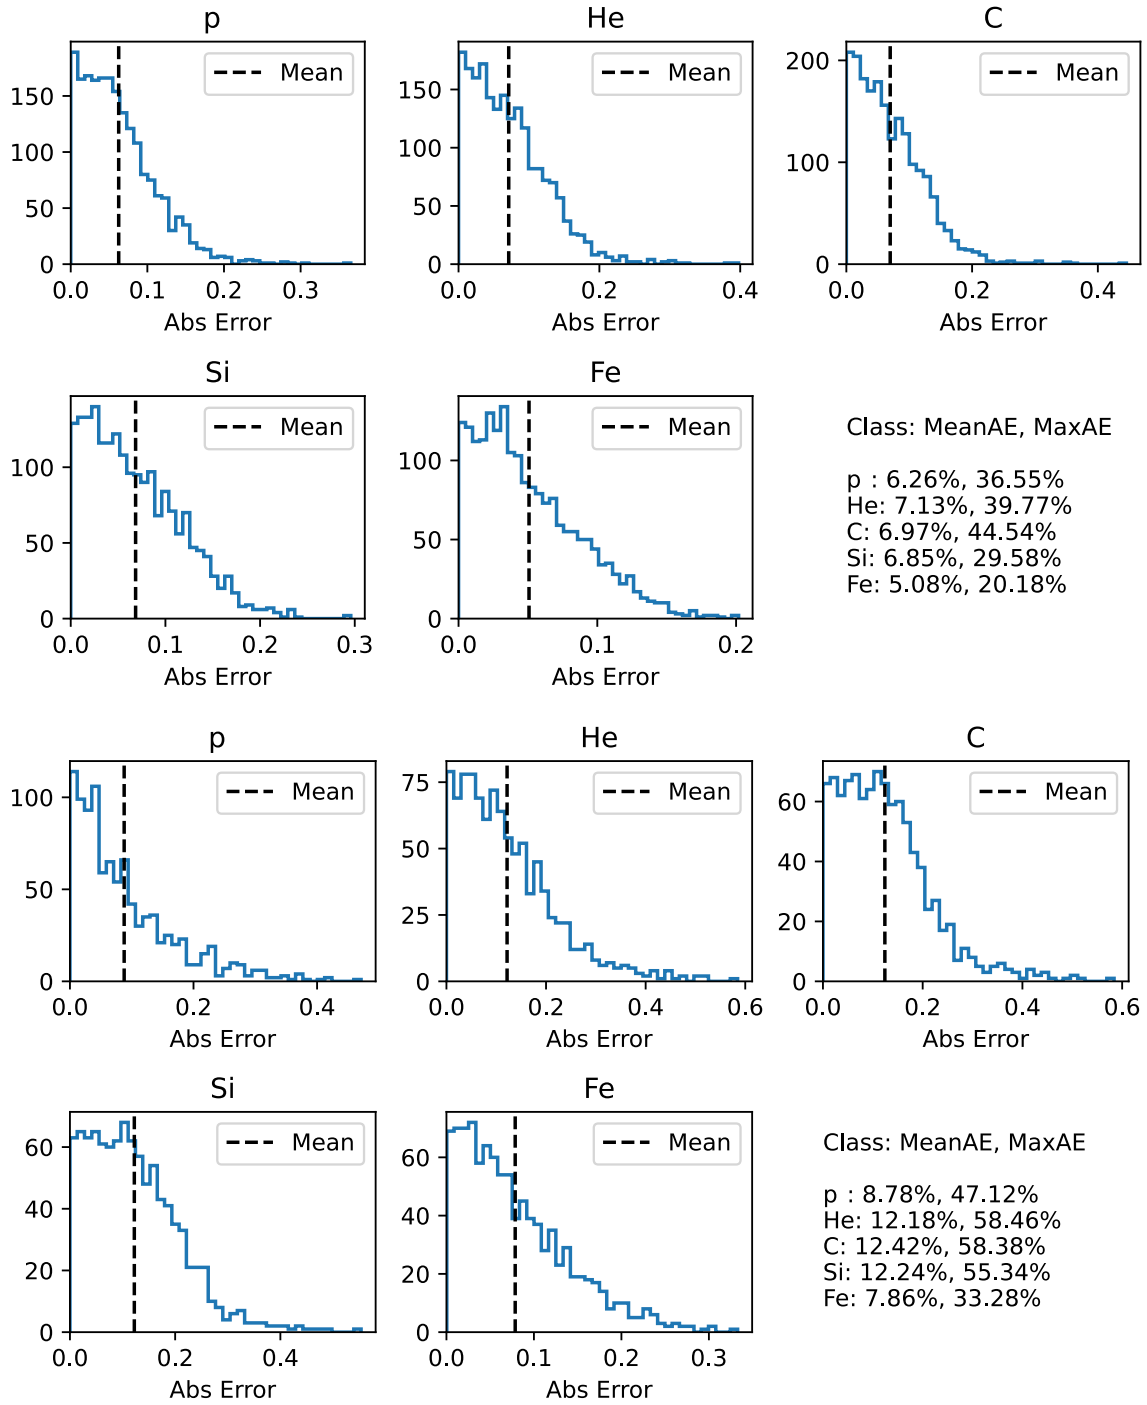 p
Mean
150
100
50
0
0.0 0.1 0.2 0.3
Abs Error
He
Mean
150
100
50
0
0.0 0.2 0.4
Abs Error
C
Mean
200
100
0
0.0 0.2 0.4
Abs Error
Si
Mean
100
50
0
0.0 0.1 0.2 0.3
Abs Error
Fe
Mean
100
50
0
0.0 0.1 0.2
Abs Error
Class: MeanAE, MaxAE
p : 6.26%, 36.55%
He: 7.13%, 39.77%
C: 6.97%, 44.54%
Si: 6.85%, 29.58%
Fe: 5.08%, 20.18%
p
Mean
100
50
0
0.0 0.2 0.4
Abs Error
He
Mean
75
50
25
0
0.0 0.2 0.4 0.6
Abs Error
C
Mean
60
40
20
0
0.0 0.2 0.4 0.6
Abs Error
Si
Mean
60
40
20
0
0.0 0.2 0.4
Abs Error
Fe
Mean
60
40
20
0
0.0 0.1 0.2 0.3
Abs Error
Class: MeanAE, MaxAE
p : 8.78%, 47.12%
He: 12.18%, 58.46%
C: 12.42%, 58.38%
Si: 12.24%, 55.34%
Fe: 7.86%, 33.28%